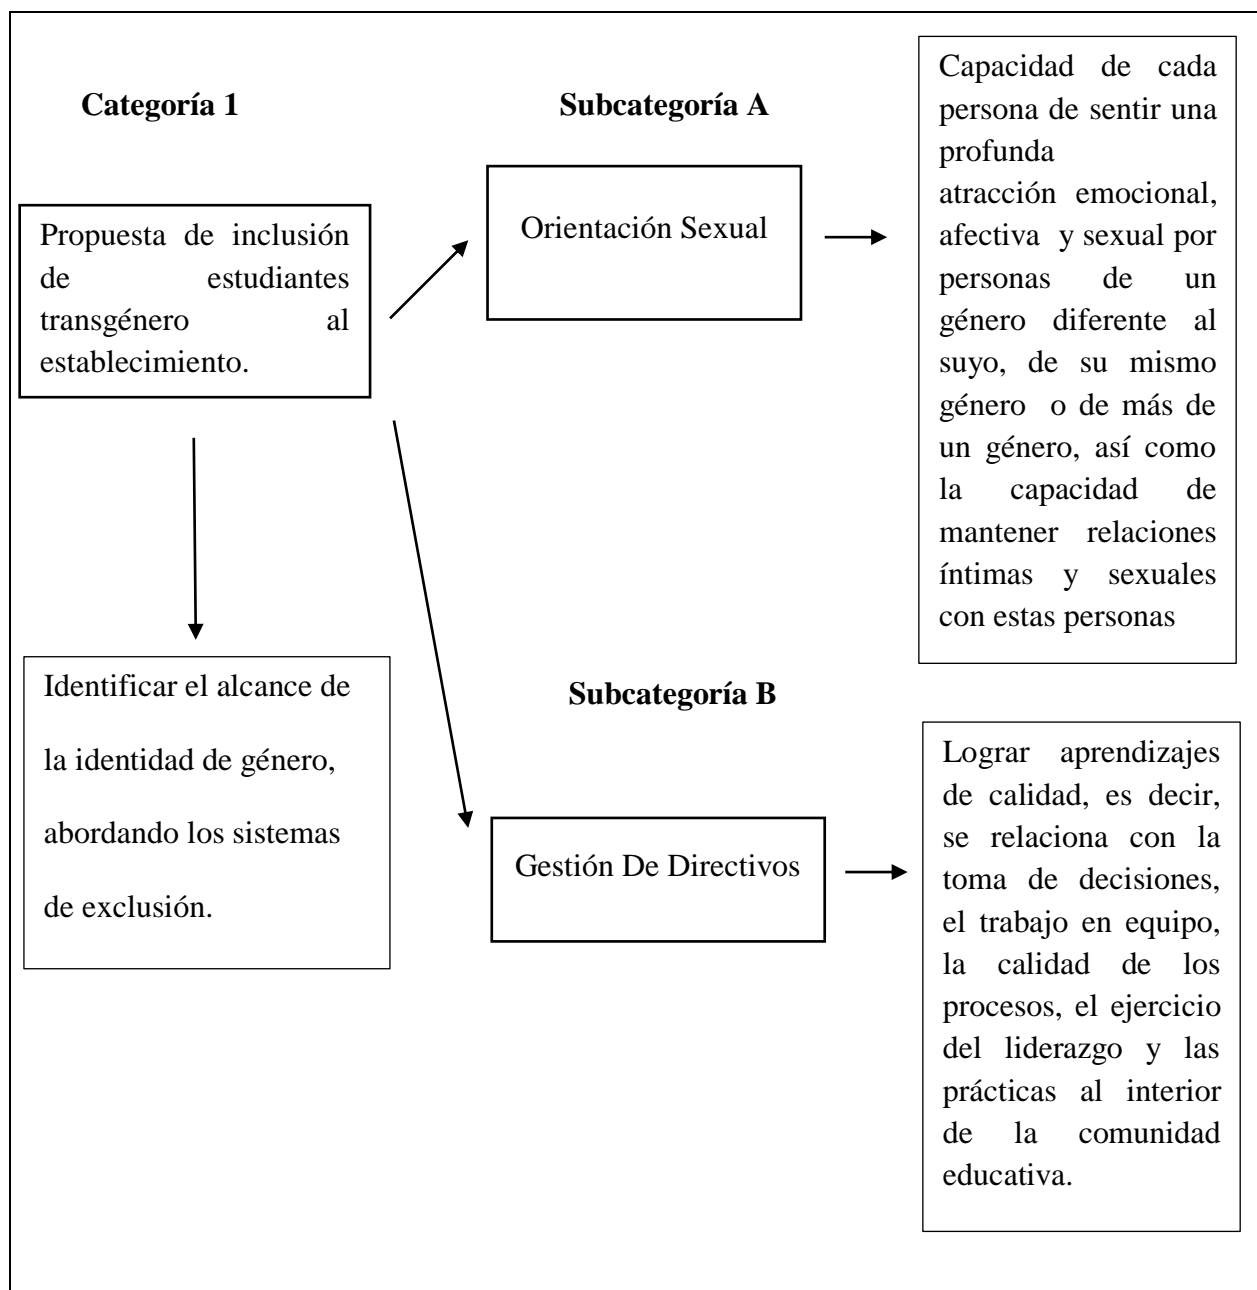 Categoría 1
Propuesta de inclusión
de estudiantes
transgénero al
establecimiento.
Identificar el alcance de
la identidad de género,
abordando los sistemas
de exclusión.
Subcategoría A
Orientación Sexual
Capacidad de cada
persona de sentir una
profunda
atracción emocional,
afectiva y sexual por
personas de un
género diferente al
suyo, de su mismo
género o de más de
un género, así como
la capacidad de
mantener relaciones
íntimas y sexuales
con estas personas
Subcategoría B
Gestión De Directivos
Lograr aprendizajes
de calidad, es decir,
se relaciona con la
toma de decisiones,
el trabajo en equipo,
la calidad de los
procesos, el ejercicio
del liderazgo y las
prácticas al interior
de la comunidad
educativa.